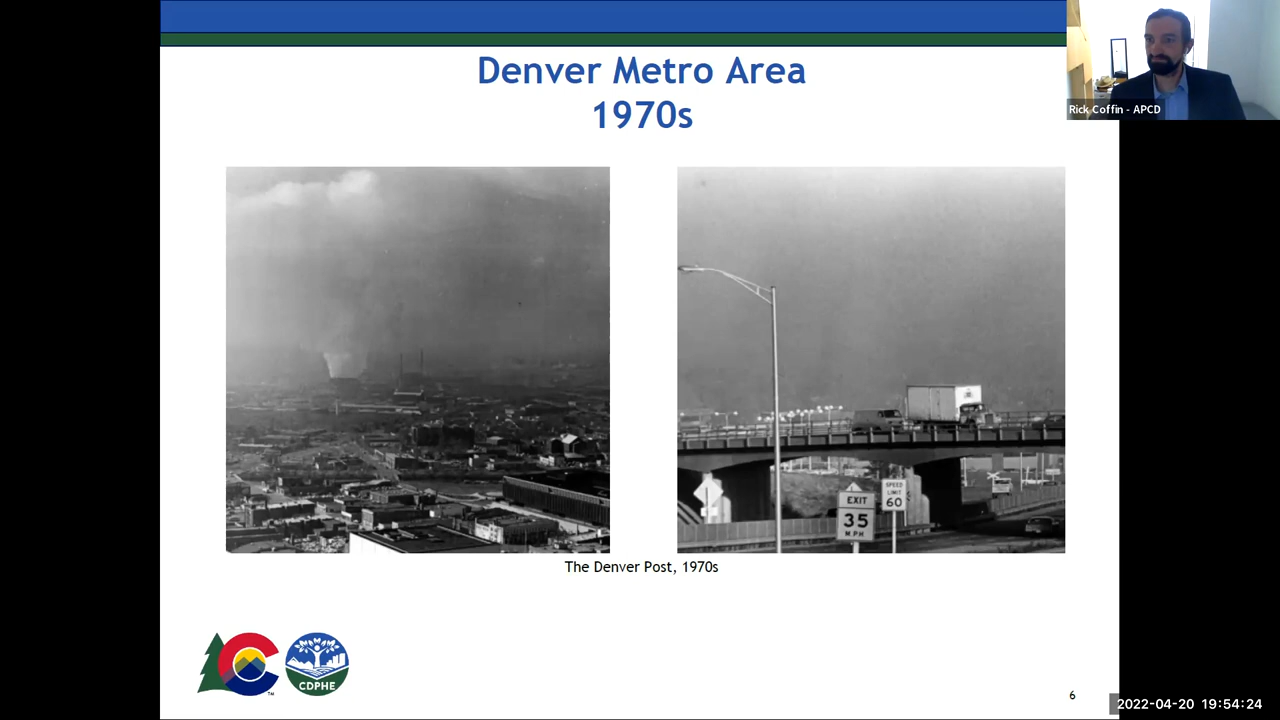 Denver Metro Area
1970s
Rick Coffin - APCD
EXIT
35
M.P.H.
SPEED
LIMIT
60
The Denver Post, 1970s
C
TM
CDPHE
6
2022-04-20 19:54:24